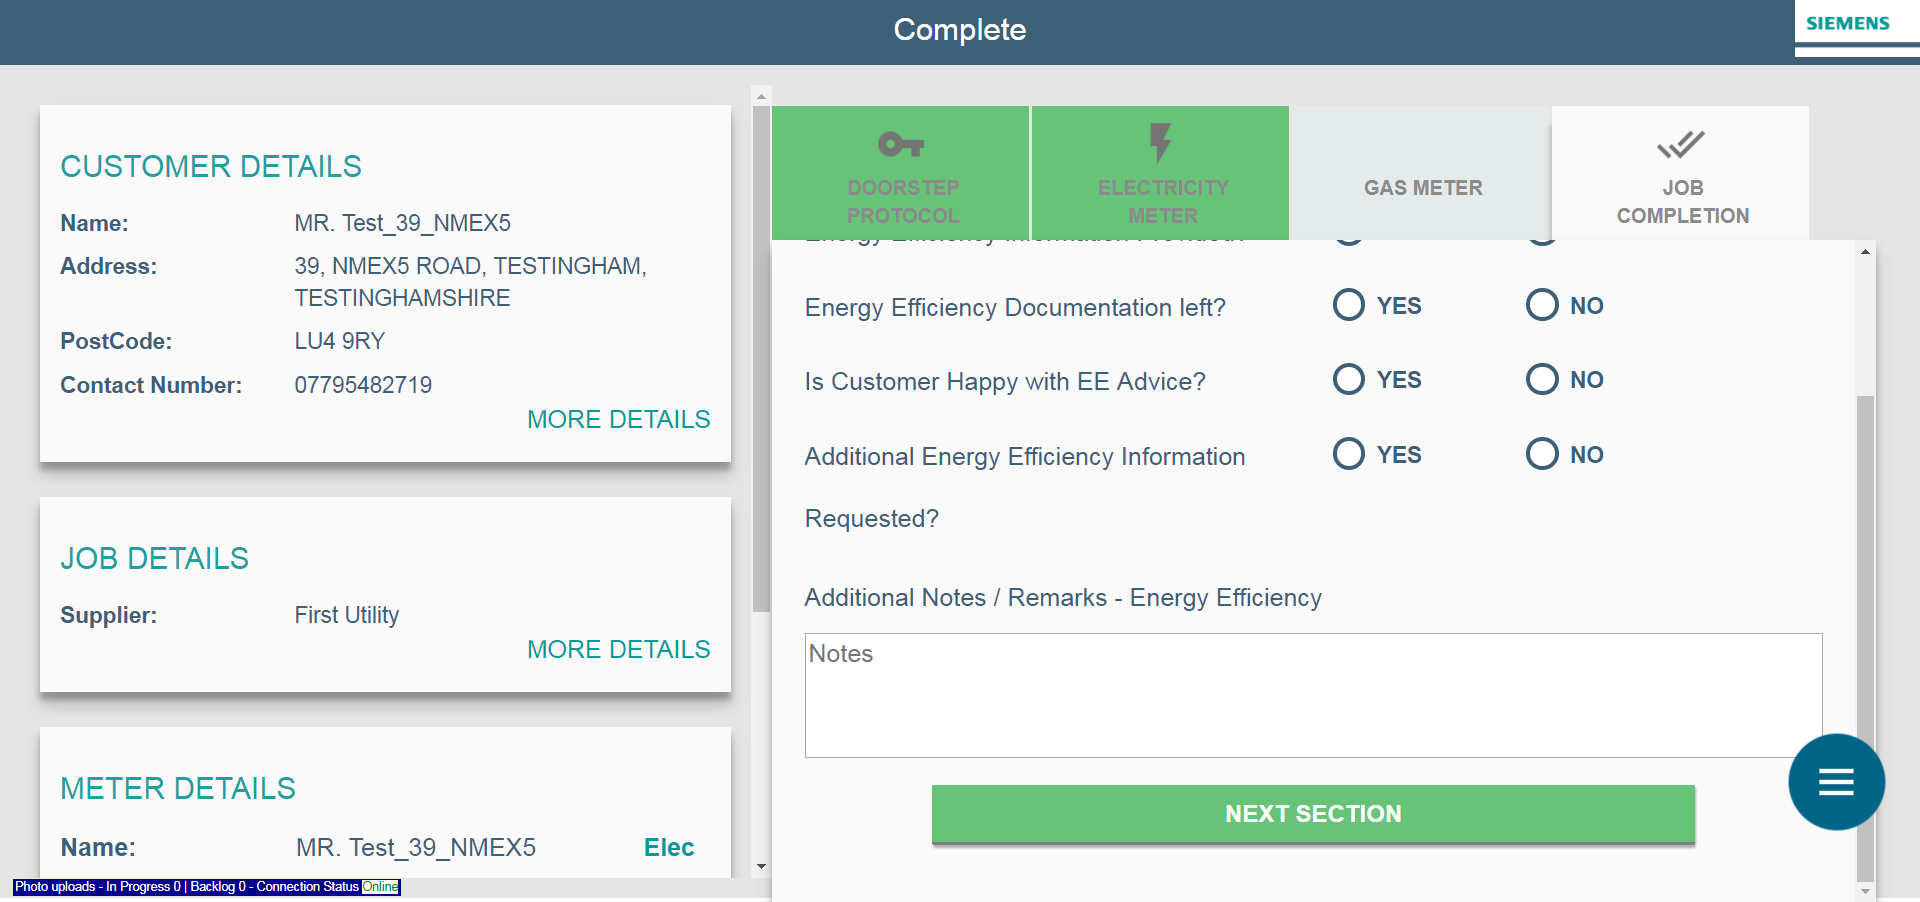 Complete
SIEMENS
CUSTOMER DETAILS
Name: MR. Test_39_NMEX5
Address: 39, NMEX5 ROAD, TESTINGHAM,
TESTINGHAMSHIRE
PostCode: LU4 9RY
Contact Number: 07795482719
MORE DETAILS
JOB DETAILS
Supplier: First Utility
MORE DETAILS
METER DETAILS
Name: MR. Test_39_NMEX5 Elec
Photo uploads - In Progress 0 | Backlog 0 - Connection Status Online
DOORSTEP
PROTOCOL
ELECTRICITY
METER
GAS METER
JOB
COMPLETION
Energy Efficiency Information Provided?
Energy Efficiency Documentation left? YES NO
Is Customer Happy with EE Advice? YES NO
Additional Energy Efficiency Information YES NO
Requested?
Additional Notes / Remarks - Energy Efficiency
Notes
NEXT SECTION